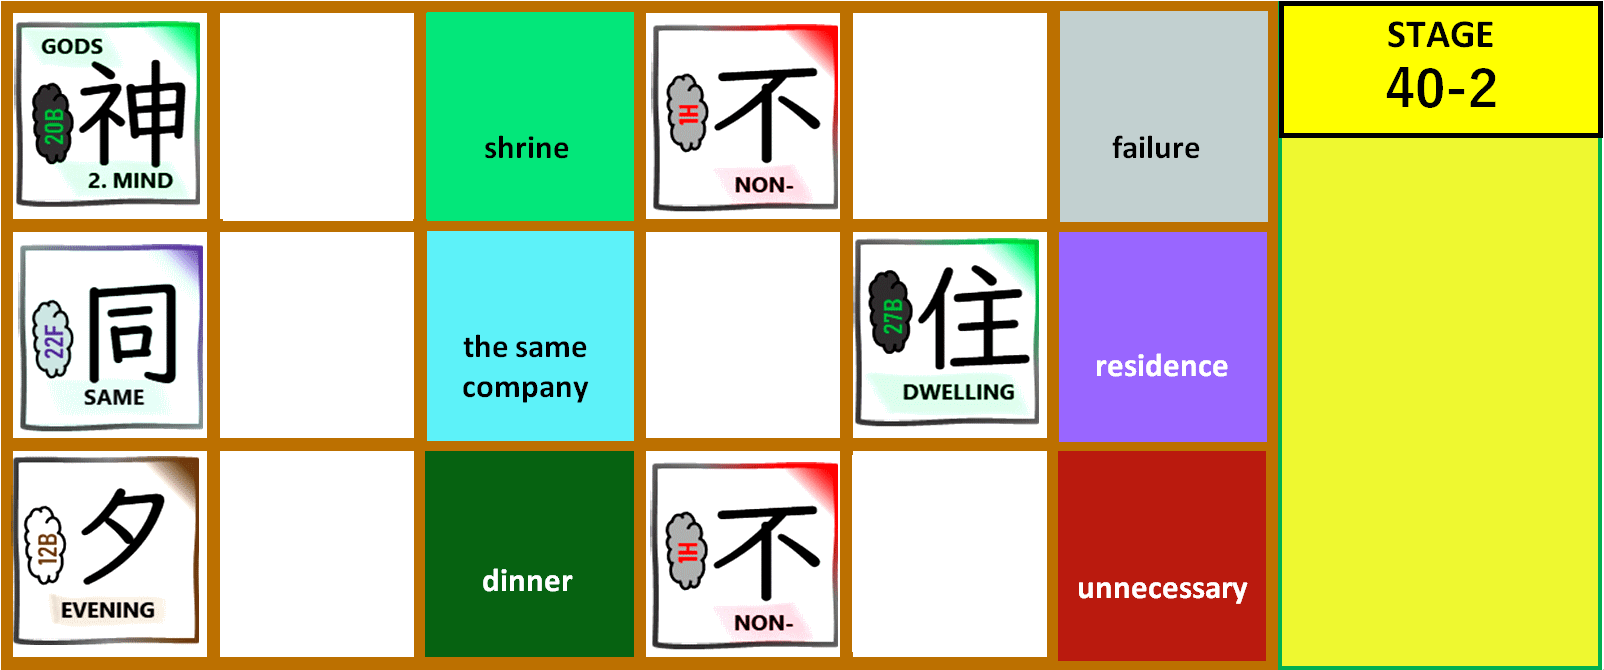 GODS
20B
神
2. MIND
shrine
1H
不
NON-
failure
STAGE
40-2
22F
同
SAME
the same
company
27B
住
DWELLING
residence
12B
夕
EVENING
dinner
1H
不
NON-
unnecessary